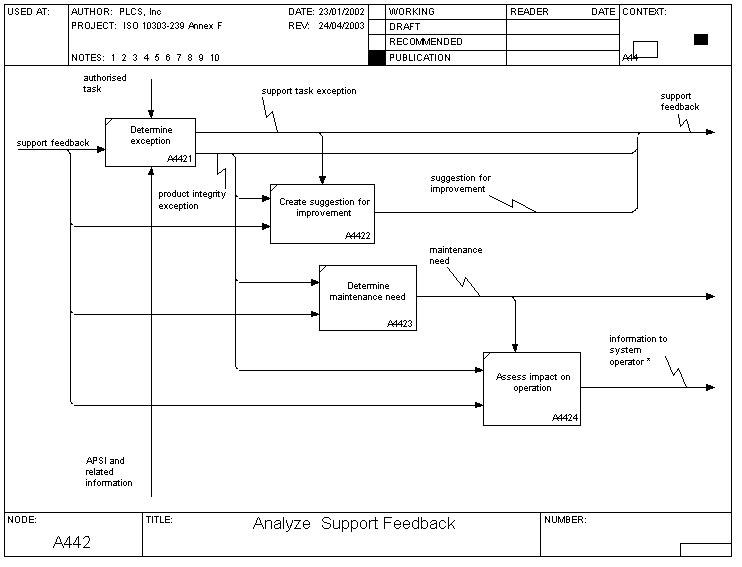 USED AT:
AUTHOR: PLCS, Inc
DATE: 23/01/2002
WORKING
READER
DATE
CONTEXT:
PROJECT: ISO 10303-239 Annex F
REV: 24/04/2003
DRAFT
RECOMMENDED
NOTES: 1 2 3 4 5 6 7 8 9 10
PUBLICATION
A44
authorised
task
support task exception
support
feedback
support feedback
Determine
exception
A4421
product integrity
exception
suggestion for
improvement
Create suggestion for
improvement
A4422
maintenance
need
Determine
maintenance need
A4423
information to
system
operator *
Assess impact on
operation
A4424
APSI and
related
information
NODE:
TITLE:
Analyze Support Feedback
NUMBER:
A442